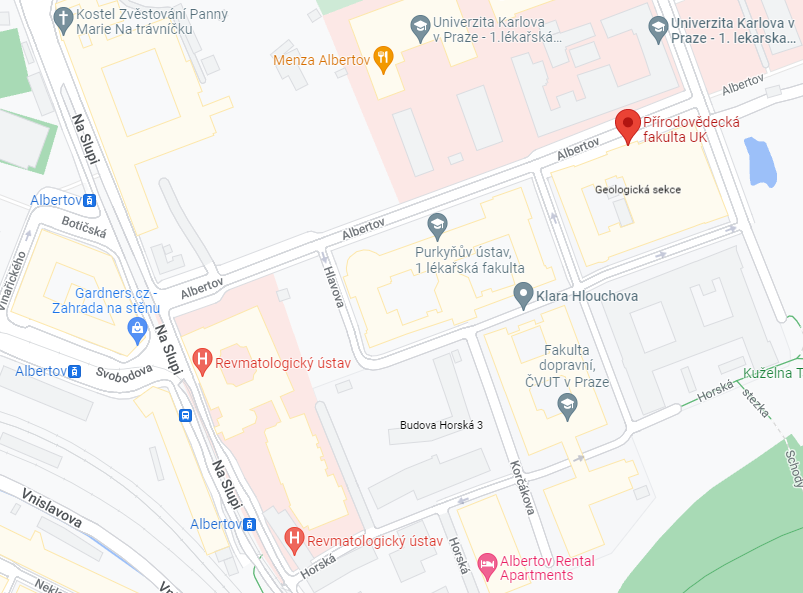 Kostel Zvěstování Panny
Marie Na trávníčku
Univerzita Karlova
v Praze - 1.lékařská...
Univerzita Karlova v
Praze - 1. lekarska...
Menza Albertov
Albertov
Na Slupi
Přírodovědecká
fakulta UK
Albertov
Geologická sekce
Albertov
Botičská
Albertov
Purkyňův ústav,
1 lékařská fakulta
Vinařického
Hlavova
Albertov
Klara Hlouchova
Gardners.cz -
Zahrada na stěnu
Na Slupi
Revmatologický ústav
Fakulta
dopravní,
ČVUT v Praze
Albertov
Svobodova
Kuželna T
Horská
stezka
Budova Horská 3
Schody
Korčákova
Na Slupi
Vnislavova
Albertov
Revmatologický ústav
Horská
Horská
Albertov Rental
Apartments
Nekl
Vn